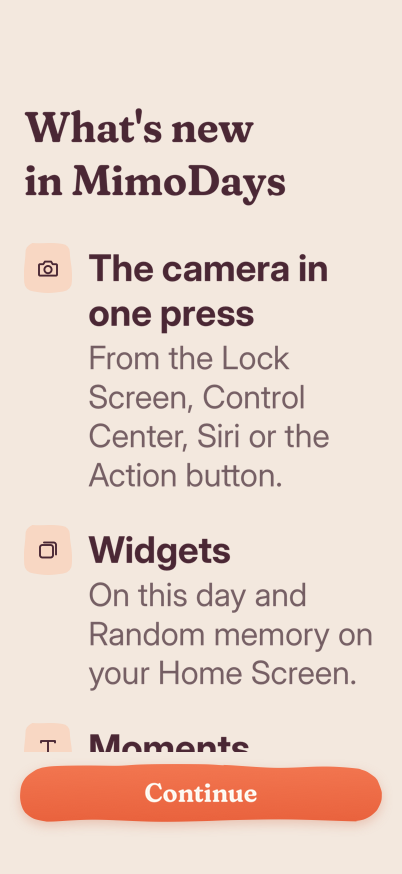 What's new
in MimoDays
The camera in
one press
From the Lock
Screen, Control
Center, Siri or the
Action button.
Widgets
On this day and
Random memory on
your Home Screen.
Moments
Continue